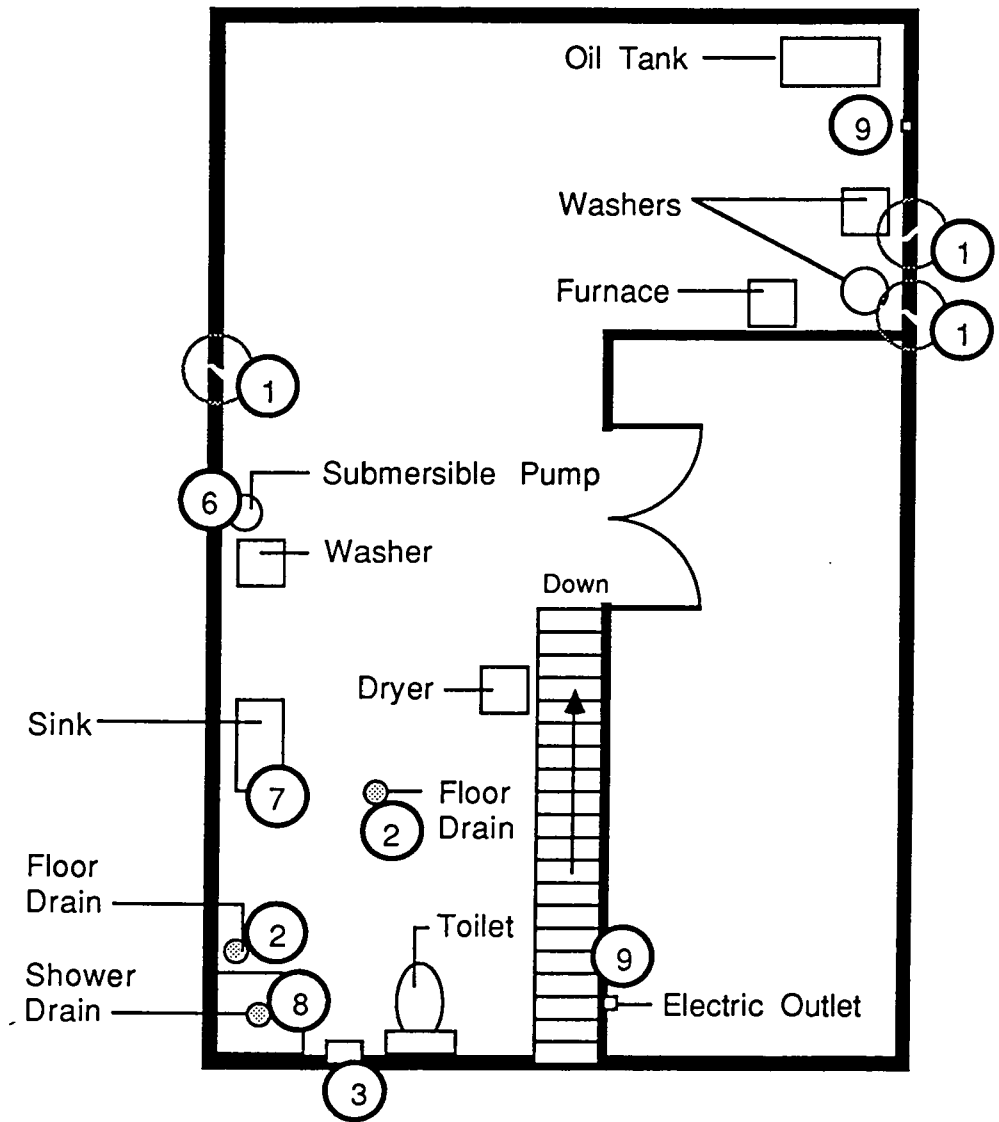 Oil Tank
9
Washers
1
Furnace
1
1
Submersible Pump
6
Washer
Down
Dryer
Sink
7
Floor
Drain
2
Floor
Drain
2
Toilet
9
Shower
Drain
8
Electric Outlet
3